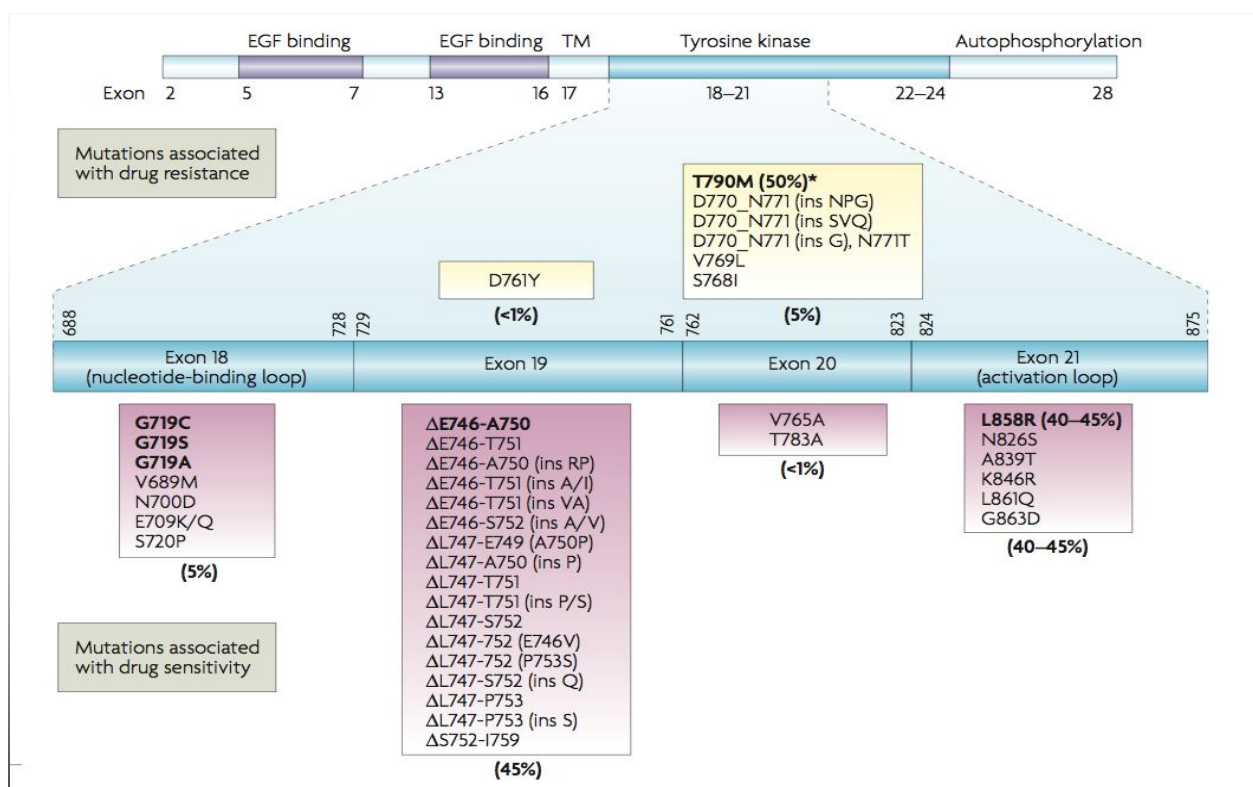 EGF binding EGF binding TM Tyrosine kinase Autophosphorylation
Exon 2 5 7 13 16 17 18–21 22–24 28
Mutations associated
with drug resistance
T790M (50%)*
D770_N771 (ins NPG)
D770_N771 (ins SVQ)
D770_N771 (ins G), N771T
V769L
S768I
(5%)
D761Y
(<1%)
688 728 729 761 762 823 824 875
Exon 18
(nucleotide-binding loop)
Exon 19
Exon 20
Exon 21
(activation loop)
G719C
G719S
G719A
V689M
N700D
E709K/Q
S720P
(5%)
ΔE746-A750
ΔE746-T751
ΔE746-A750 (ins RP)
ΔE746-T751 (ins A/I)
ΔE746-T751 (ins VA)
ΔE746-S752 (ins A/V)
ΔL747-E749 (A750P)
ΔL747-A750 (ins P)
ΔL747-T751
ΔL747-T751 (ins P/S)
ΔL747-S752
ΔL747-752 (E746V)
ΔL747-752 (P753S)
ΔL747-S752 (ins Q)
ΔL747-P753
ΔL747-P753 (ins S)
ΔS752-I759
(45%)
V765A
T783A
(<1%)
L858R (40–45%)
N826S
A839T
K846R
L861Q
G863D
(40–45%)
Mutations associated
with drug sensitivity